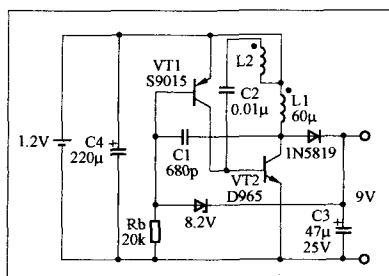 VT1
S9015
L2
C2
0.01μ
L1
60μ
1.2V
C4
220μ
+
C1
680p
1N5819
VT2
D965
9V
Rb
20k
8.2V
+
C3
47μ
25V